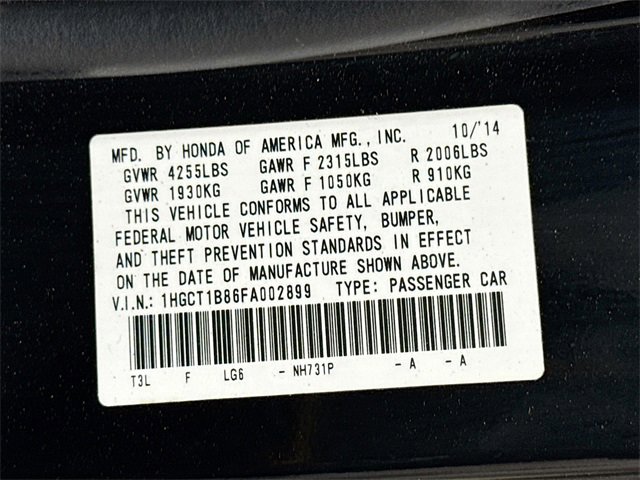 MFD. BY HONDA OF AMERICA MFG., INC. 10/'14
GVWR 4255LBS GAWR F 2315LBS R 2006LBS
GVWR 1930KG GAWR F 1050KG R 910KG
THIS VEHICLE CONFORMS TO ALL APPLICABLE
FEDERAL MOTOR VEHICLE SAFETY, BUMPER,
AND THEFT PREVENTION STANDARDS IN EFFECT
ON THE DATE OF MANUFACTURE SHOWN ABOVE.
V.I.N.: 1HGCT1B86FA002899 TYPE: PASSENGER CAR
T3L F LG6 - NH731P - A - A